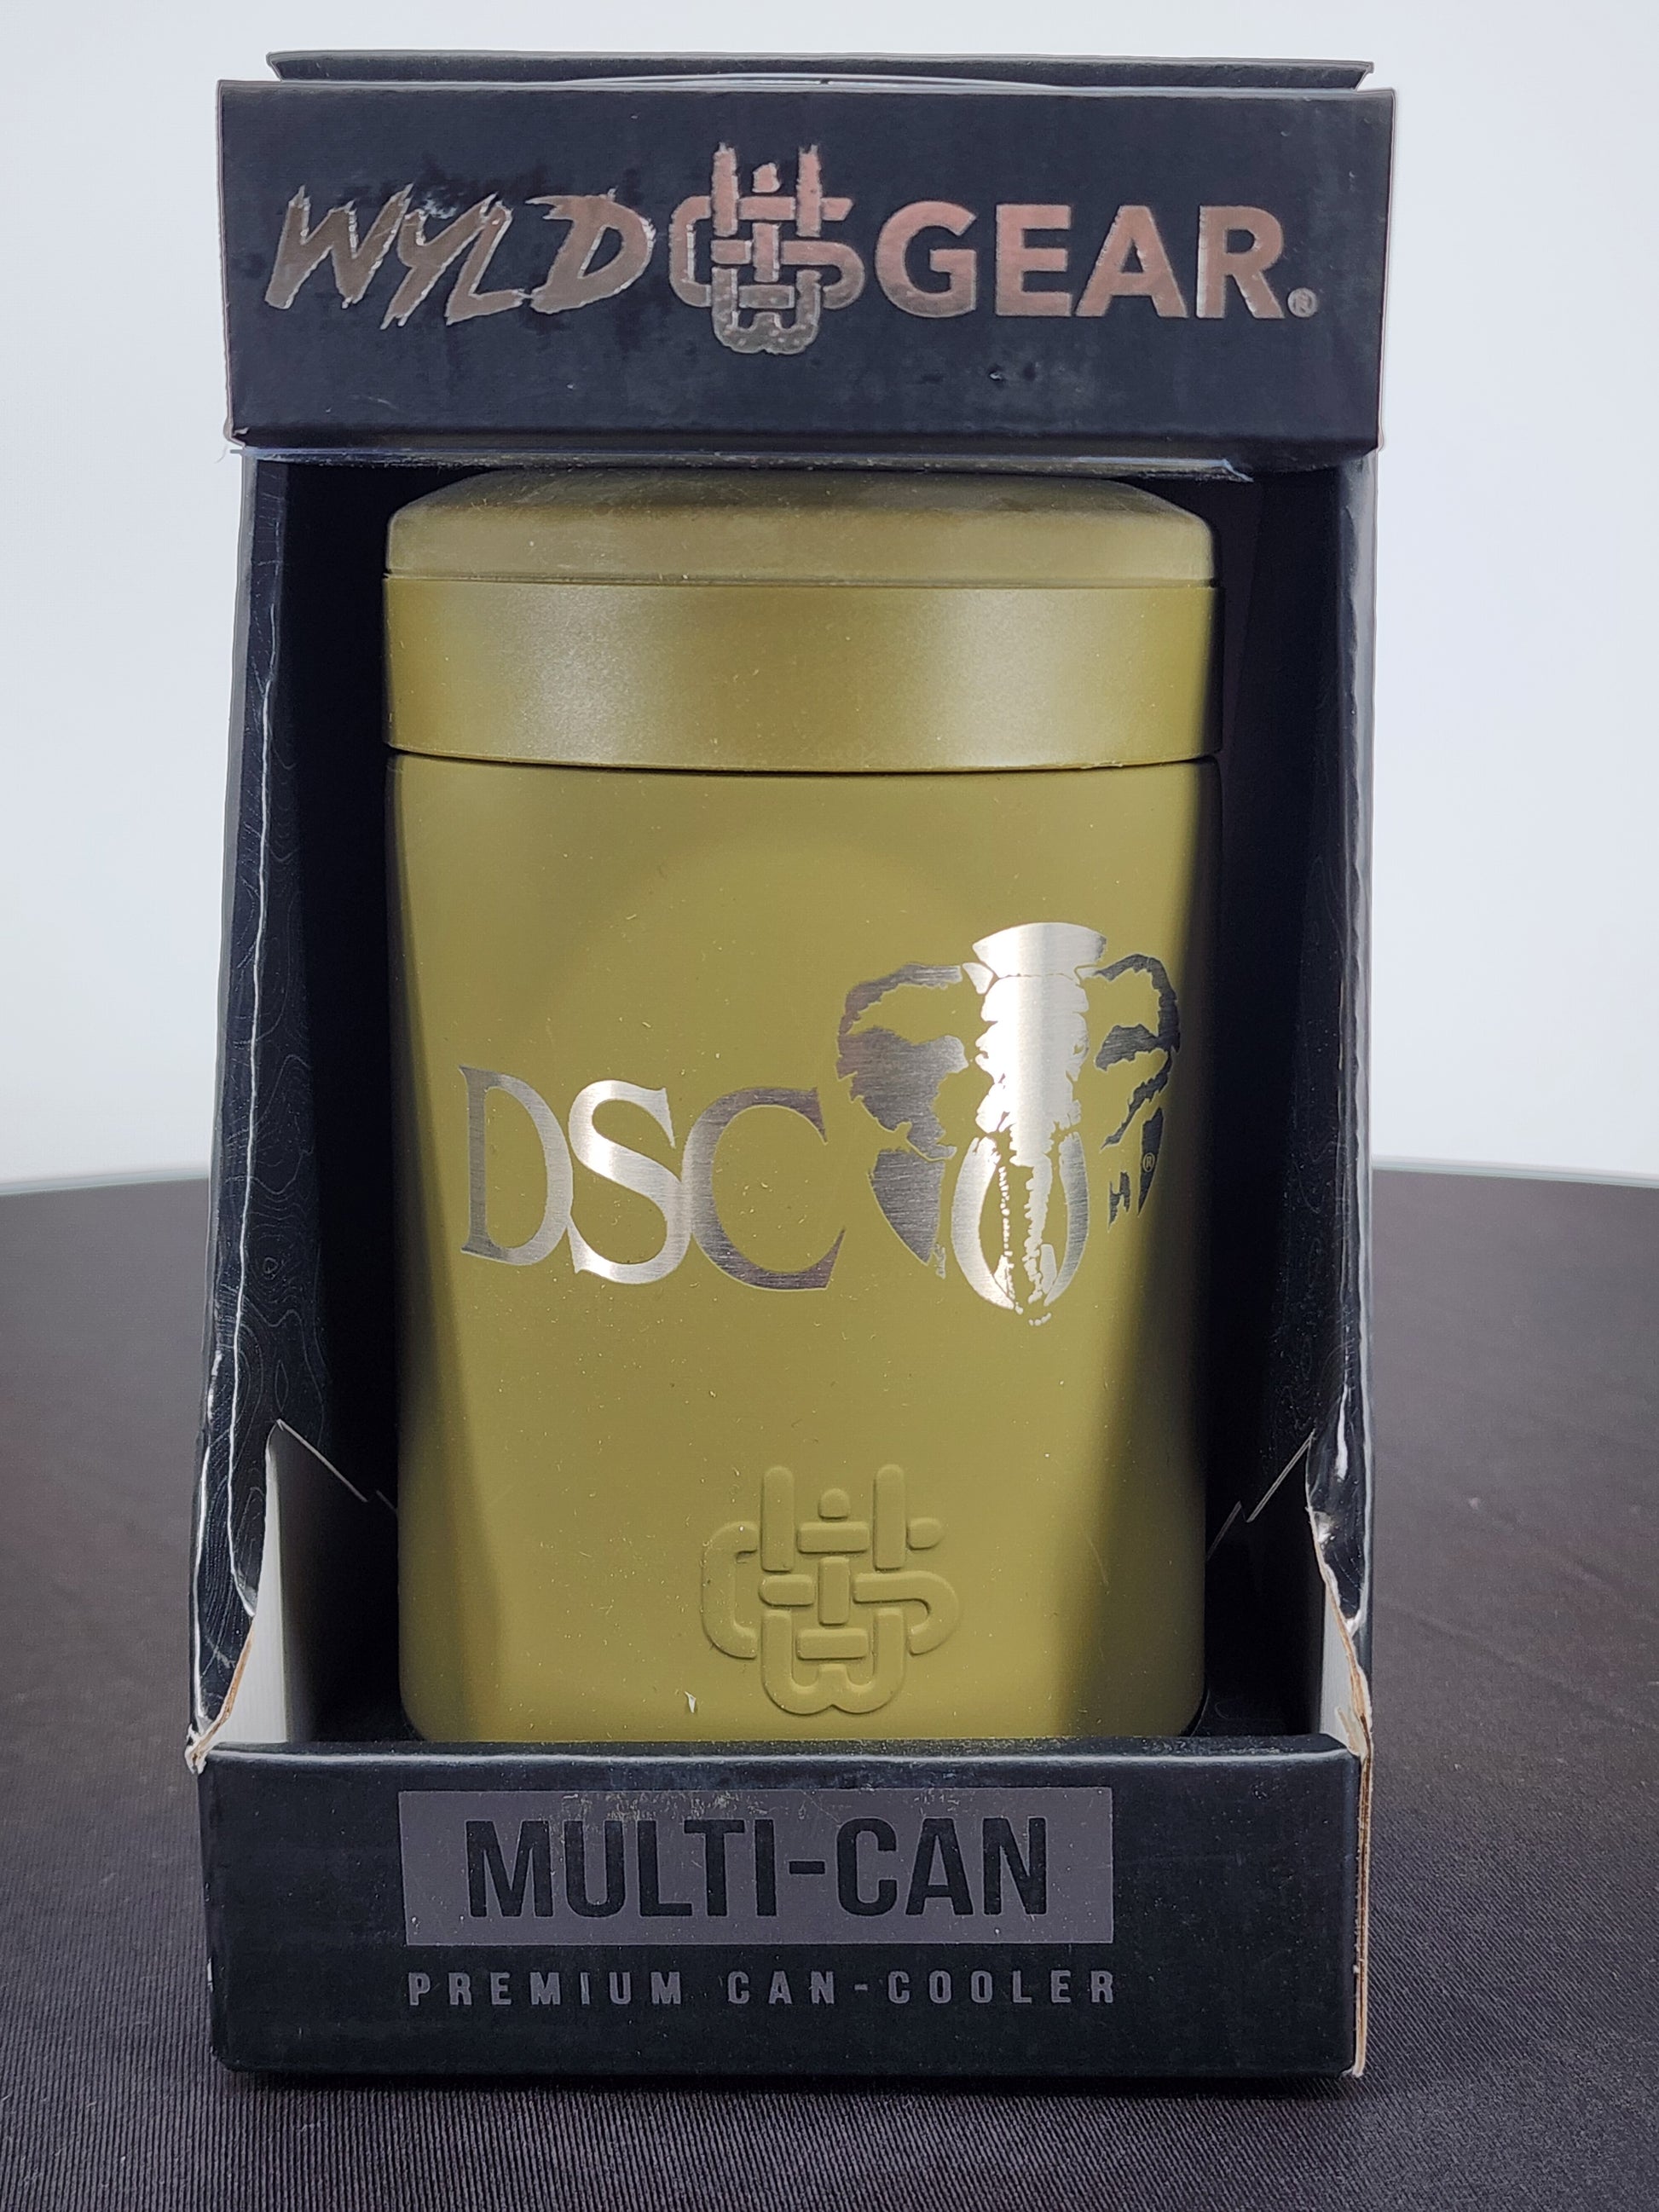 WYLD GEAR®
DSC ®
MULTI-CAN
PREMIUM CAN-COOLER